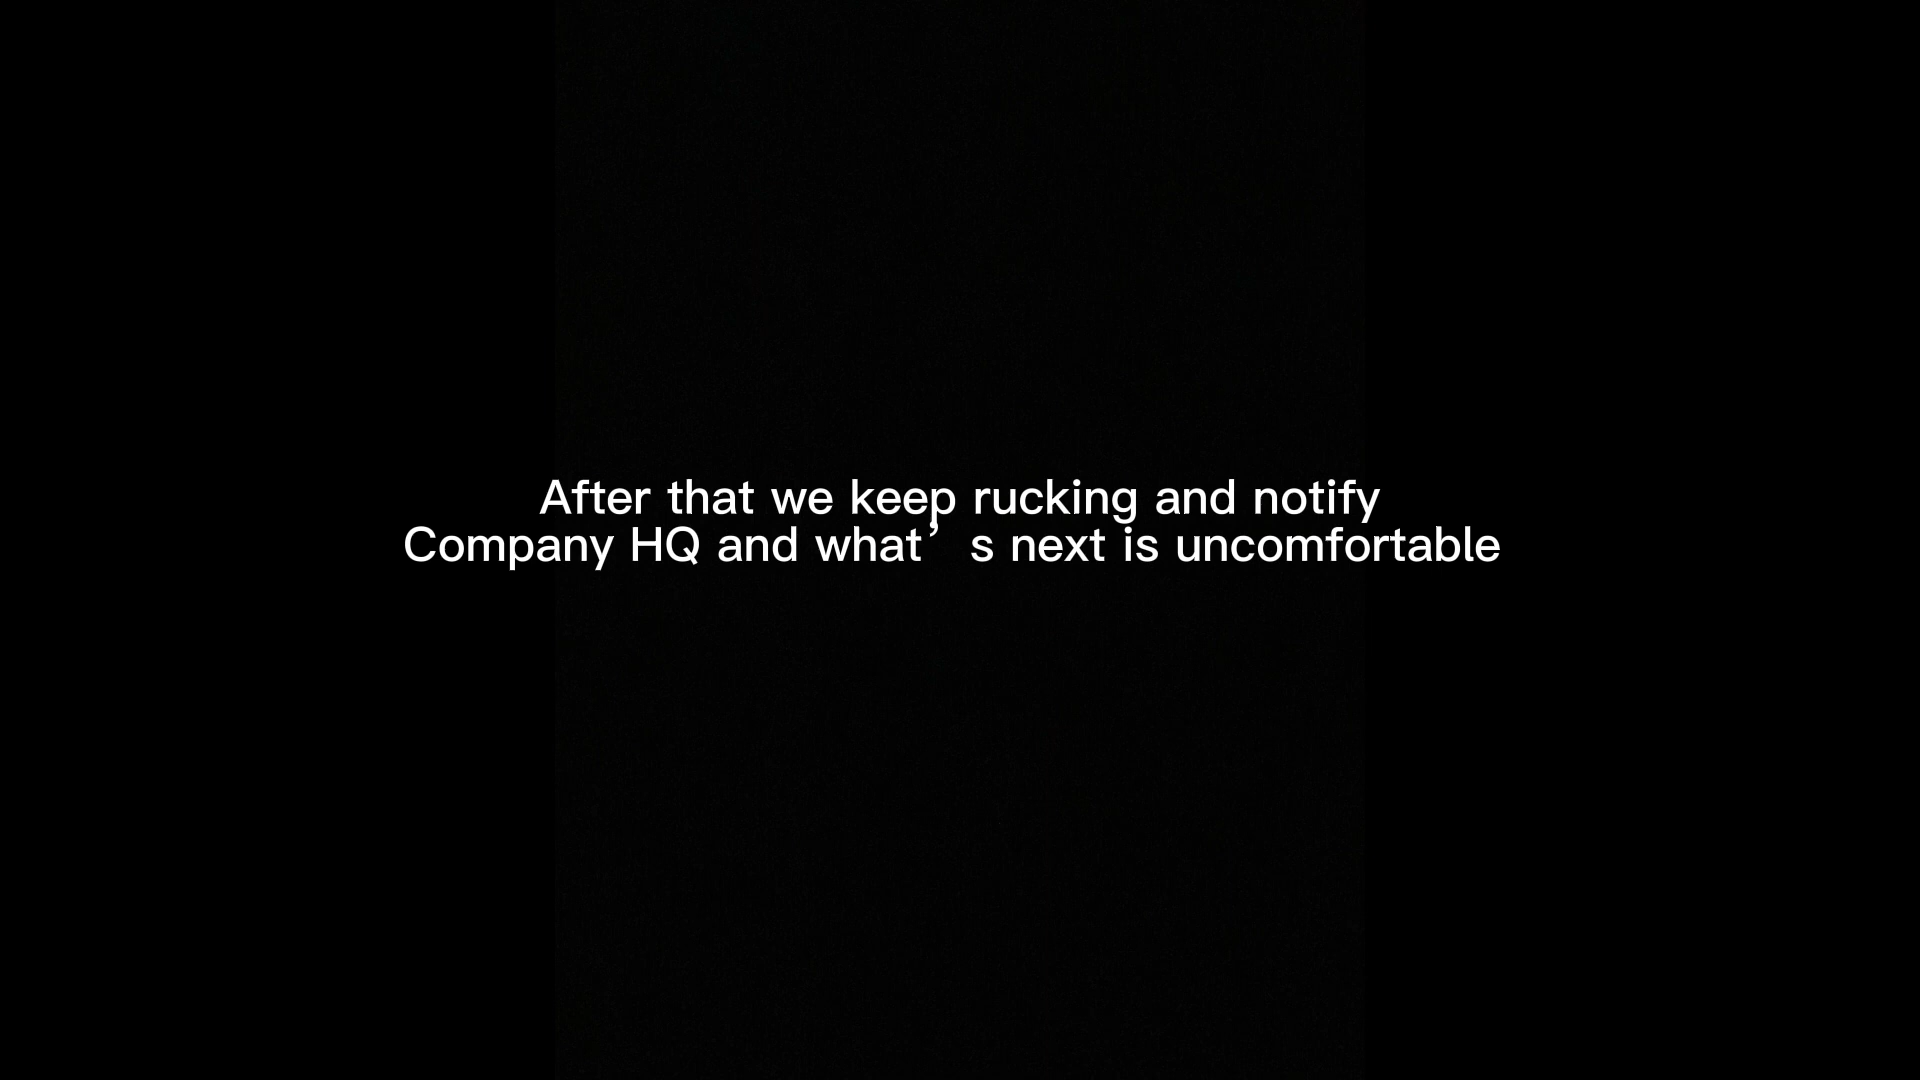 After that we keep rucking and notify
Company HQ and what’s next is uncomfortable